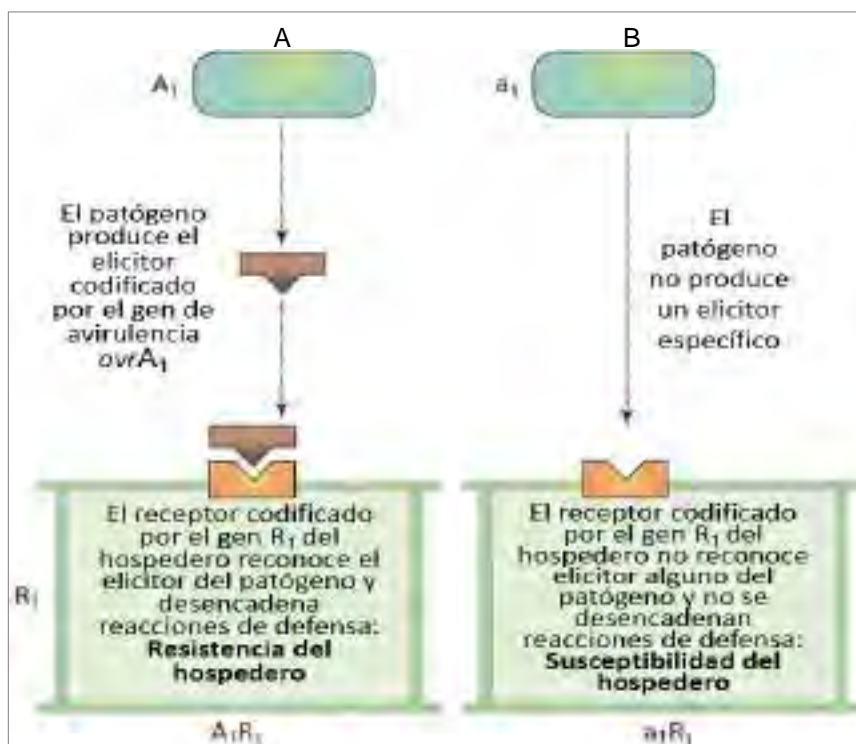 A
B
A₁
a₁
El patógeno
produce el
elicitor
codificado
por el gen de
avirulencia
avrA₁
El
patógeno
no produce
un elicitor
específico
R₁
El receptor codificado
por el gen R₁ del
hospedero reconoce el
elicitor del patógeno y
desencadena
reacciones de defensa:
Resistencia del
hospedero
El receptor codificado
por el gen R₁ del
hospedero no reconoce
elicitor alguno del
patógeno y no se
desencadenan
reacciones de defensa:
Susceptibilidad del
hospedero
A₁R₁
a₁R₁